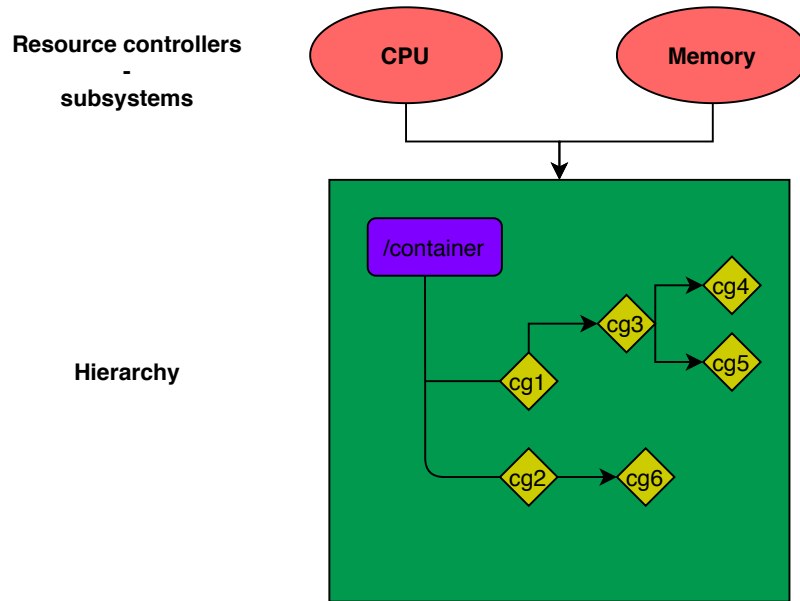 Resource controllers
-
subsystems
CPU
Memory
/container
cg4
cg3
cg5
Hierarchy
cg1
cg2
cg6